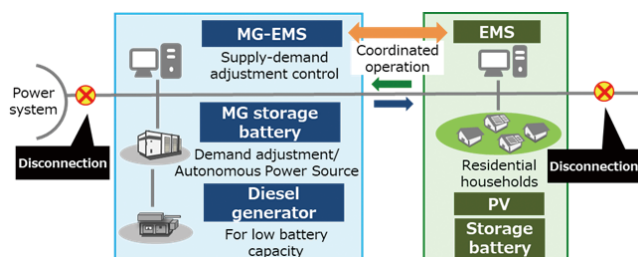 MG-EMS
Supply-demand
adjustment control
Coordinated
operation
EMS
Power
system
Disconnection
MG storage
battery
Demand adjustment/
Autonomous Power Source
Diesel
generator
For low battery
capacity
Residential
households
PV
Storage
battery
Disconnection